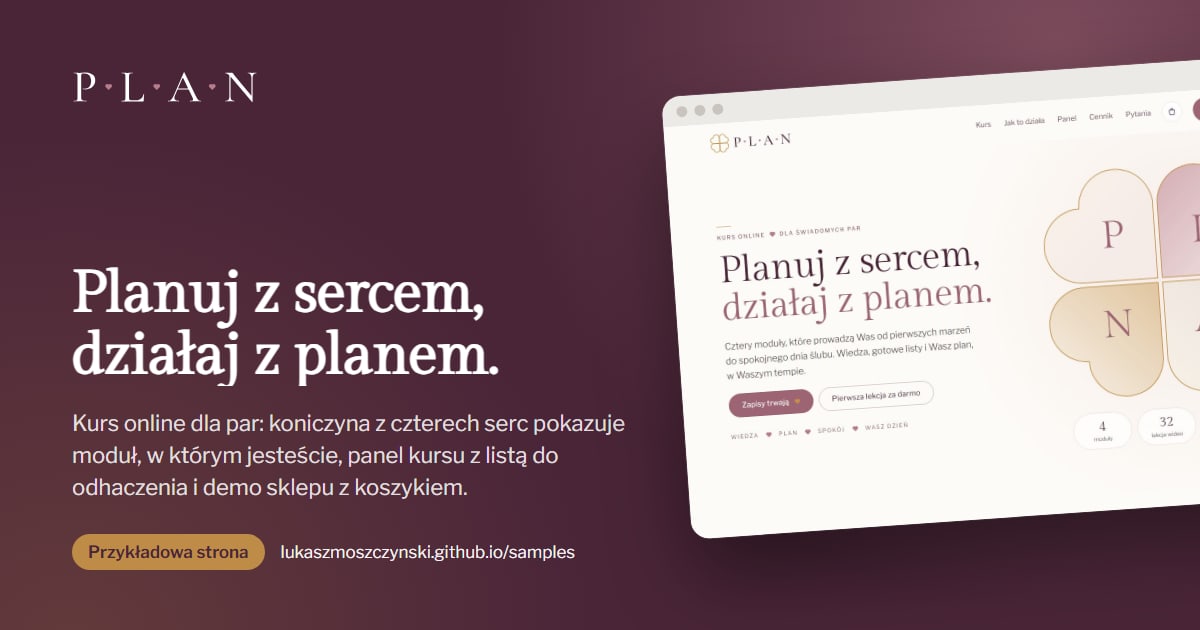 P·L·A·N
Planuj z sercem,
działaj z planem.
Kurs online dla par: koniczyna z czterech serc pokazuje
moduł, w którym jesteście, panel kursu z listą do
odhaczenia i demo sklepu z koszykiem.
Przykładowa strona
lukaszmoszczynski.github.io/samples
P·L·A·N
Kurs Jak to działa Panel Cennik Pytania
KURS ONLINE ♥ DLA ŚWIADOMYCH PAR
Planuj z sercem,
działaj z planem.
Cztery moduły, które prowadzą Was od pierwszych marzeń
do spokojnego dnia ślubu. Wiedza, gotowe listy i Wasz plan,
w Waszym tempie.
Zapisy trwają
Pierwsza lekcja za darmo
WIEDZA ♥ PLAN ♥ SPOKÓJ ♥ WASZ DZIEŃ
P
N
4
moduły
32
lekcje wideo